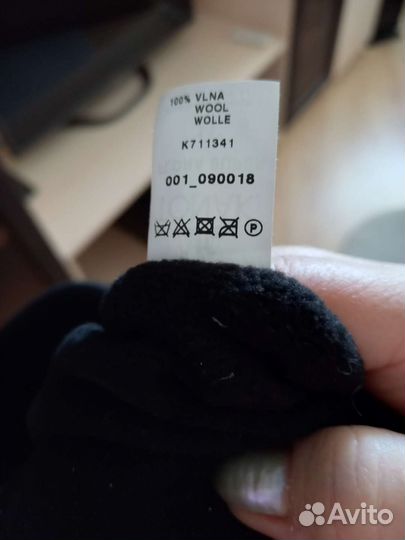 100% VLNA
WOOL
WOLLE
K711341
001_090018
P
Avito